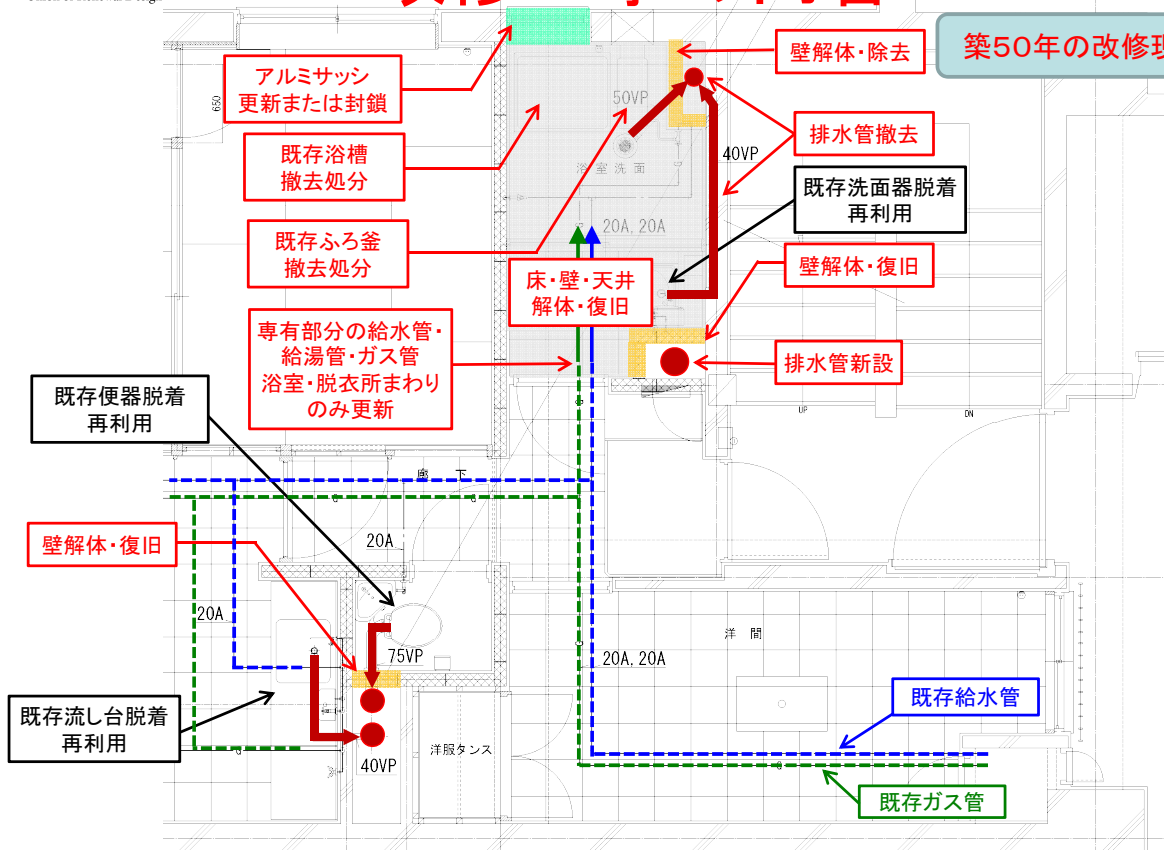 築50年の改修
アルミサッシ
更新または封鎖
壁解体・除去
650
50VP
既存浴槽
撤去処分
排水管撤去
浴室洗面
40VP
既存洗面器脱着
再利用
既存ふろ釜
撤去処分
20A, 20A
床・壁・天井
解体・復旧
壁解体・復旧
専有部分の給水管・
給湯管・ガス管
浴室・脱衣所まわり
のみ更新
排水管新設
既存便器脱着
再利用
UP
DN
廊下
壁解体・復旧
20A
20A
洋間
75VP
20A, 20A
既存給水管
既存流し台脱着
再利用
洋服タンス
40VP
既存ガス管